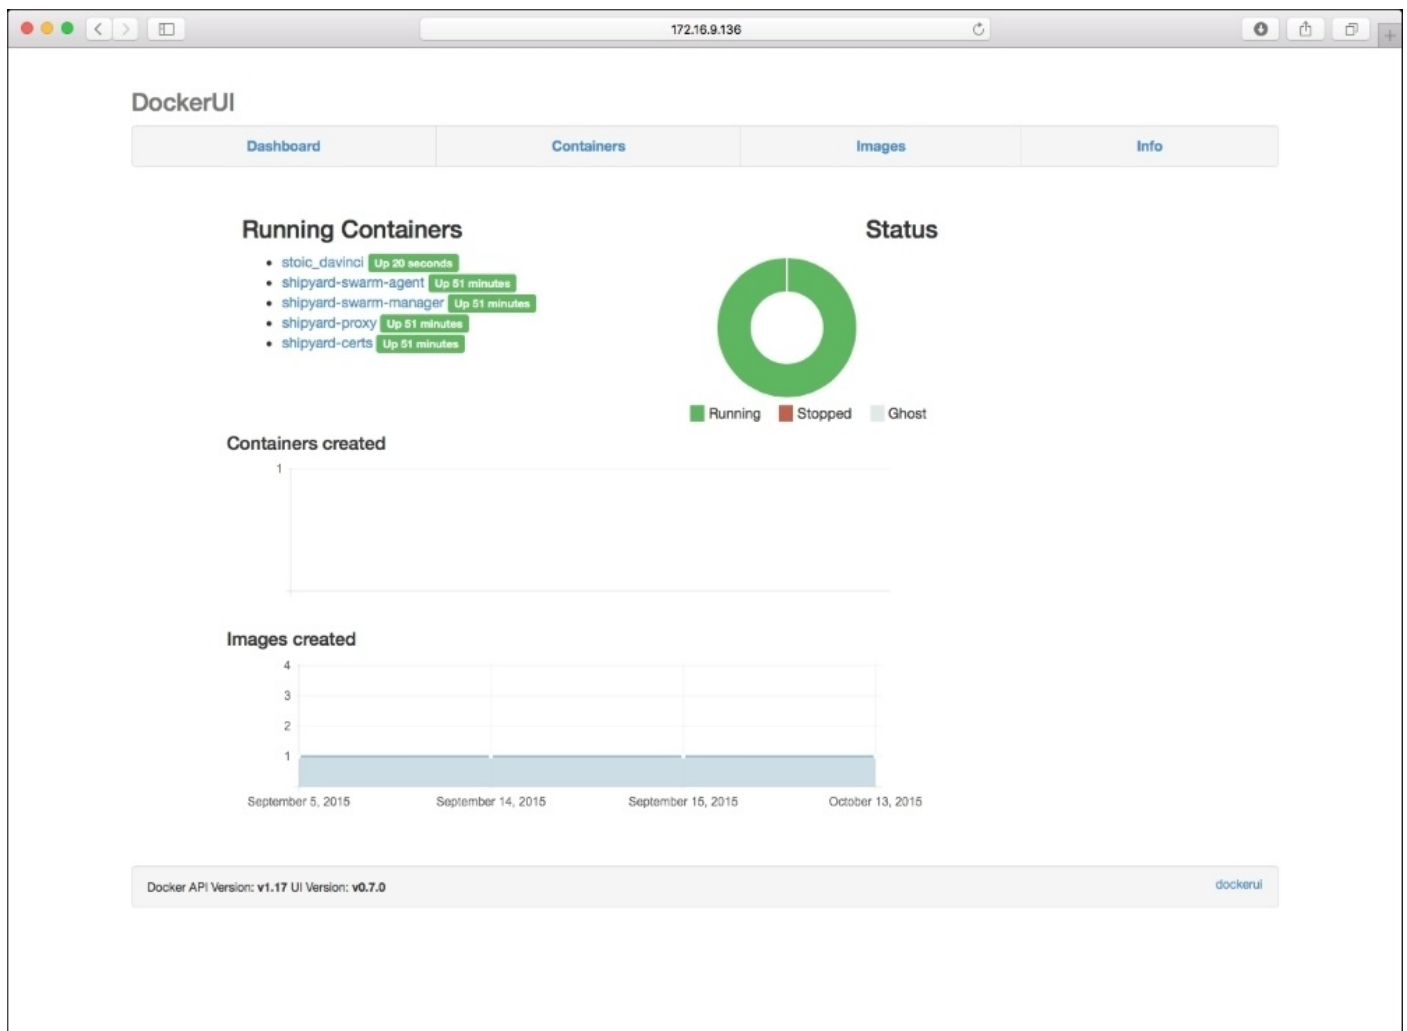 172.16.9.136
DockerUI
Dashboard Containers Images Info
Running Containers
stoic_davinci Up 20 seconds
shipyard-swarm-agent Up 51 minutes
shipyard-swarm-manager Up 51 minutes
shipyard-proxy Up 51 minutes
shipyard-certs Up 51 minutes
Status
Running Stopped Ghost
Containers created
1
Images created
4
3
2
1
September 5, 2015 September 14, 2015 September 15, 2015 October 13, 2015
Docker API Version: v1.17 UI Version: v0.7.0 dockerui